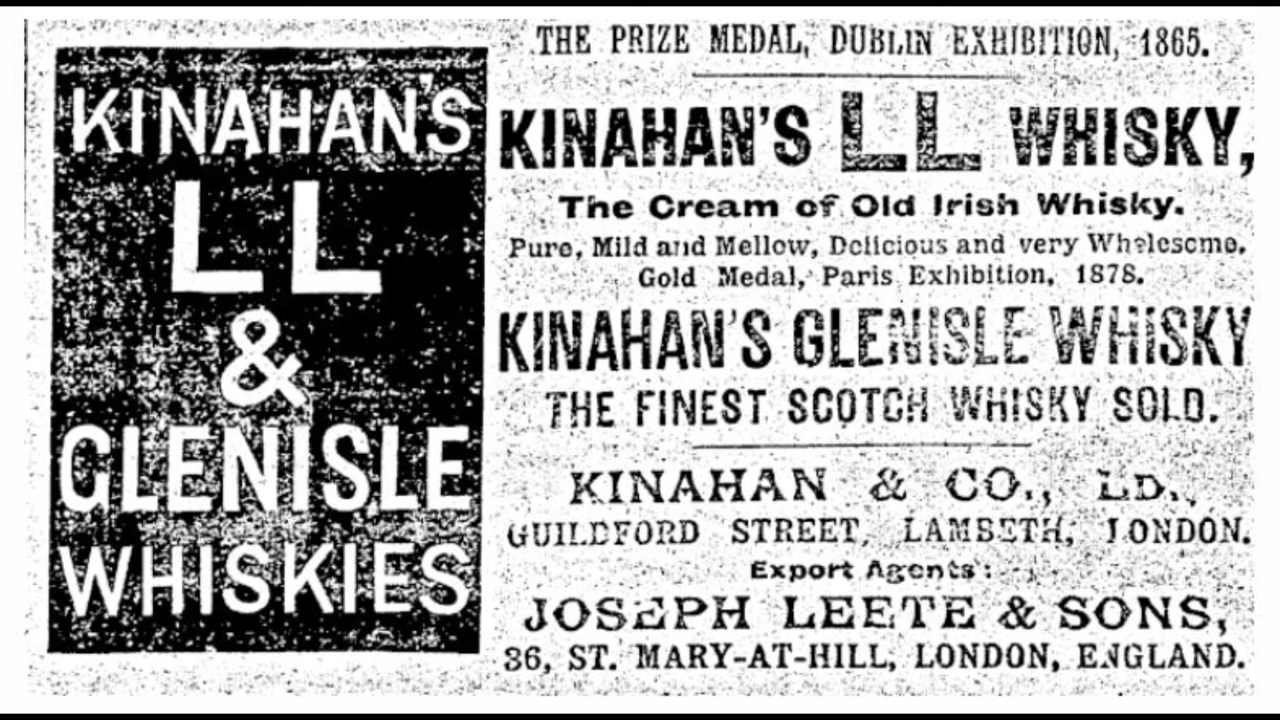 KINAHAN'S
LL
&
GLENISLE
WHISKIES
THE PRIZE MEDAL, DUBLIN EXHIBITION, 1865.
KINAHAN'S LL WHISKY,
The Cream of Old Irish Whisky.
Pure, Mild and Mellow, Delicious and very Wholesome.
Gold Medal, Paris Exhibition, 1878.
KINAHAN'S GLENISLE WHISKY
THE FINEST SCOTCH WHISKY SOLD.
KINAHAN & CO., LD.,
GUILDFORD STREET, LAMBETH, LONDON.
Export Agents:
JOSEPH LEETE & SONS,
36, ST. MARY-AT-HILL, LONDON, ENGLAND.